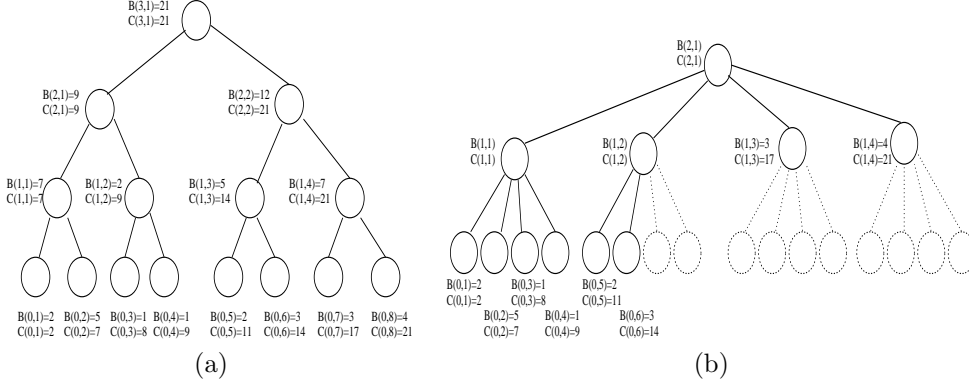 B(3,1)=21
C(3,1)=21
B(2,1)=9
C(2,1)=9
B(2,2)=12
C(2,2)=21
B(1,1)=7
C(1,1)=7
B(1,2)=2
C(1,2)=9
B(1,3)=5
C(1,3)=14
B(1,4)=7
C(1,4)=21
B(0,1)=2
C(0,1)=2
B(0,2)=5
C(0,2)=7
B(0,3)=1
C(0,3)=8
B(0,4)=1
C(0,4)=9
B(0,5)=2
C(0,5)=11
B(0,6)=3
C(0,6)=14
B(0,7)=3
C(0,7)=17
B(0,8)=4
C(0,8)=21
(a)
B(2,1)
C(2,1)
B(1,1)
C(1,1)
B(1,2)
C(1,2)
B(1,3)=3
C(1,3)=17
B(1,4)=4
C(1,4)=21
B(0,1)=2
C(0,1)=2
B(0,3)=1
C(0,3)=8
B(0,5)=2
C(0,5)=11
B(0,2)=5
C(0,2)=7
B(0,4)=1
C(0,4)=9
B(0,6)=3
C(0,6)=14
(b)